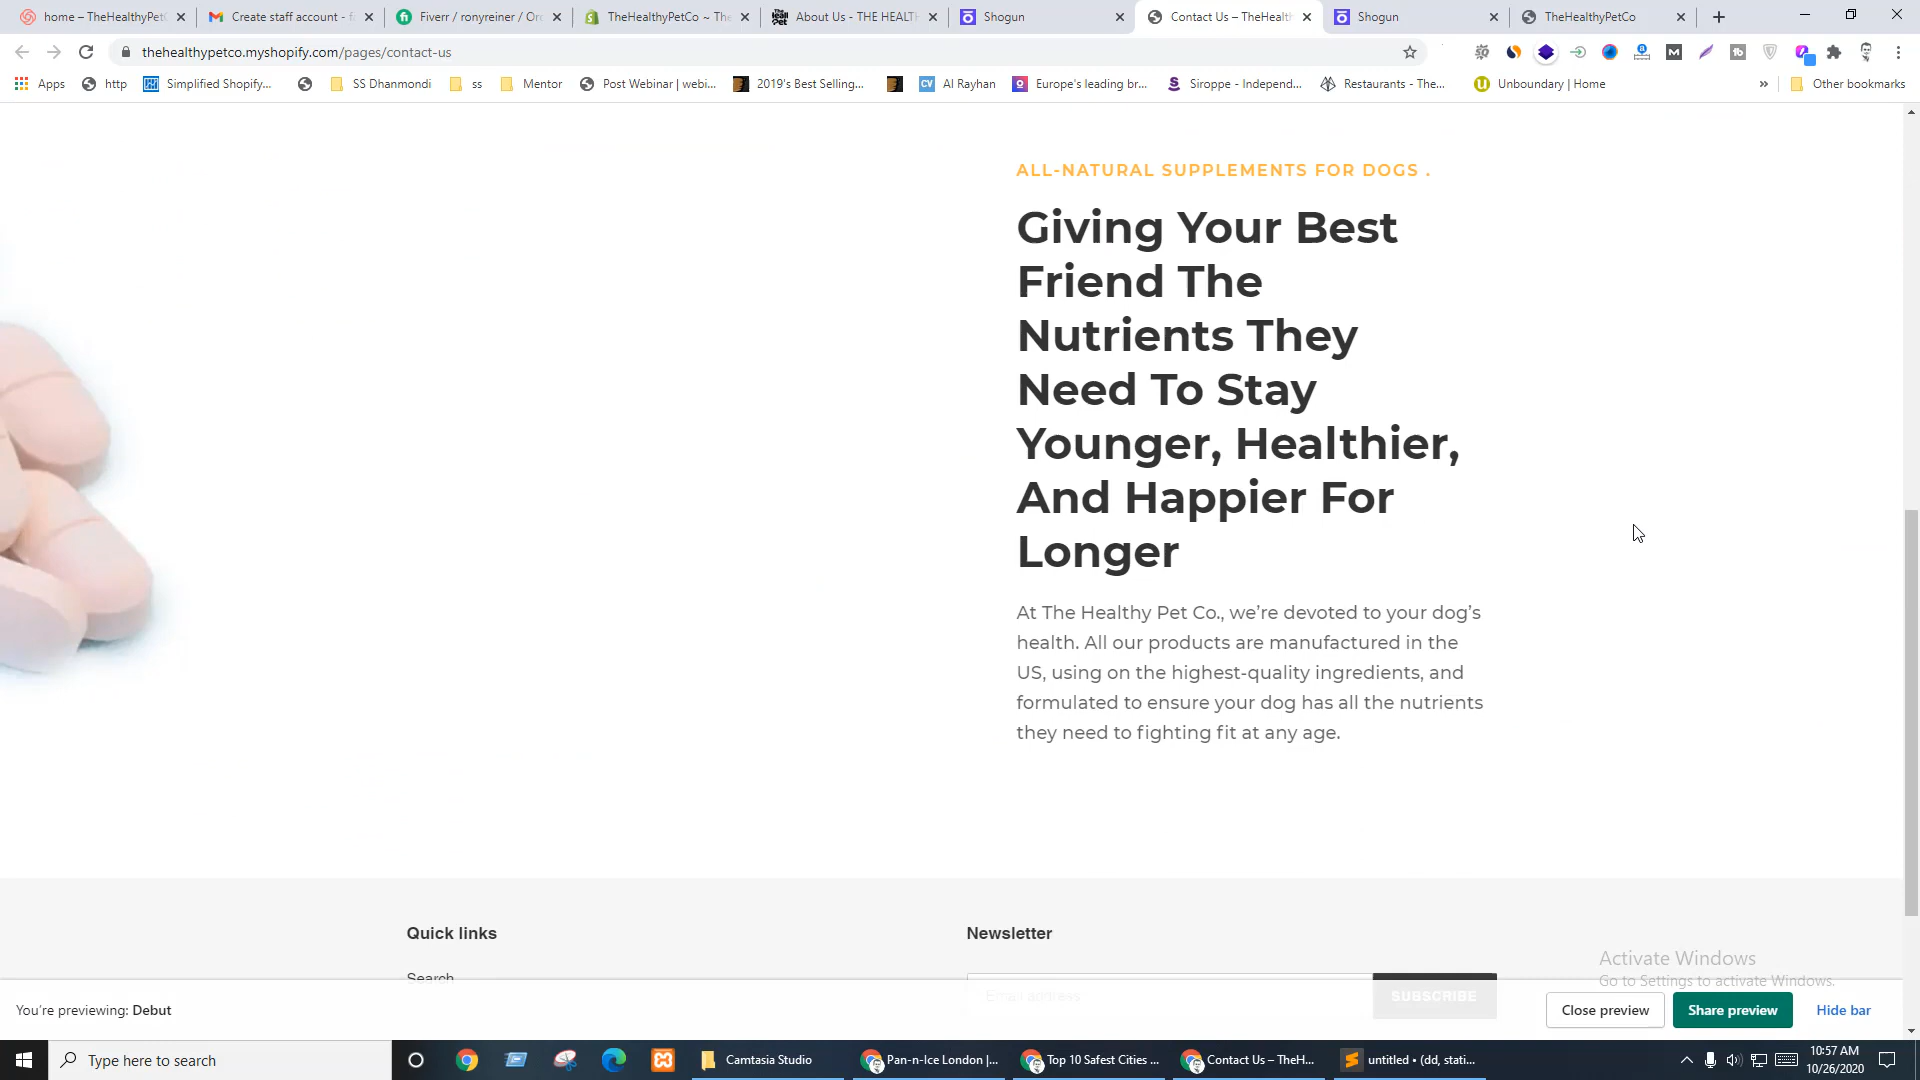 home – TheHealthyPetC
Create staff account - f
Fiverr / ronyreiner / Or
TheHealthyPetCo ~ The
About Us - THE HEALTH
Shogun
Contact Us – TheHealth
Shogun
TheHealthyPetCo
thehealthypetco.myshopify.com/pages/contact-us
Apps
http
Simplified Shopify...
SS Dhanmondi
ss
Mentor
Post Webinar | webi...
2019's Best Selling...
CV
Al Rayhan
Europe's leading br...
Siroppe - Independ...
Restaurants - The...
Unboundary | Home
»
Other bookmarks
ALL-NATURAL SUPPLEMENTS FOR DOGS .
Giving Your Best
Friend The
Nutrients They
Need To Stay
Younger, Healthier,
And Happier For
Longer
At The Healthy Pet Co., we’re devoted to your dog’s
health. All our products are manufactured in the
US, using on the highest-quality ingredients, and
formulated to ensure your dog has all the nutrients
they need to fighting fit at any age.
Quick links
Newsletter
Search
Email address
SUBSCRIBE
Activate Windows
Go to Settings to activate Windows.
You’re previewing: Debut
Close preview
Share preview
Hide bar
Type here to search
Camtasia Studio
Pan-n-Ice London |...
Top 10 Safest Cities ...
Contact Us – TheH...
untitled • (dd, stati...
10:57 AM
10/26/2020